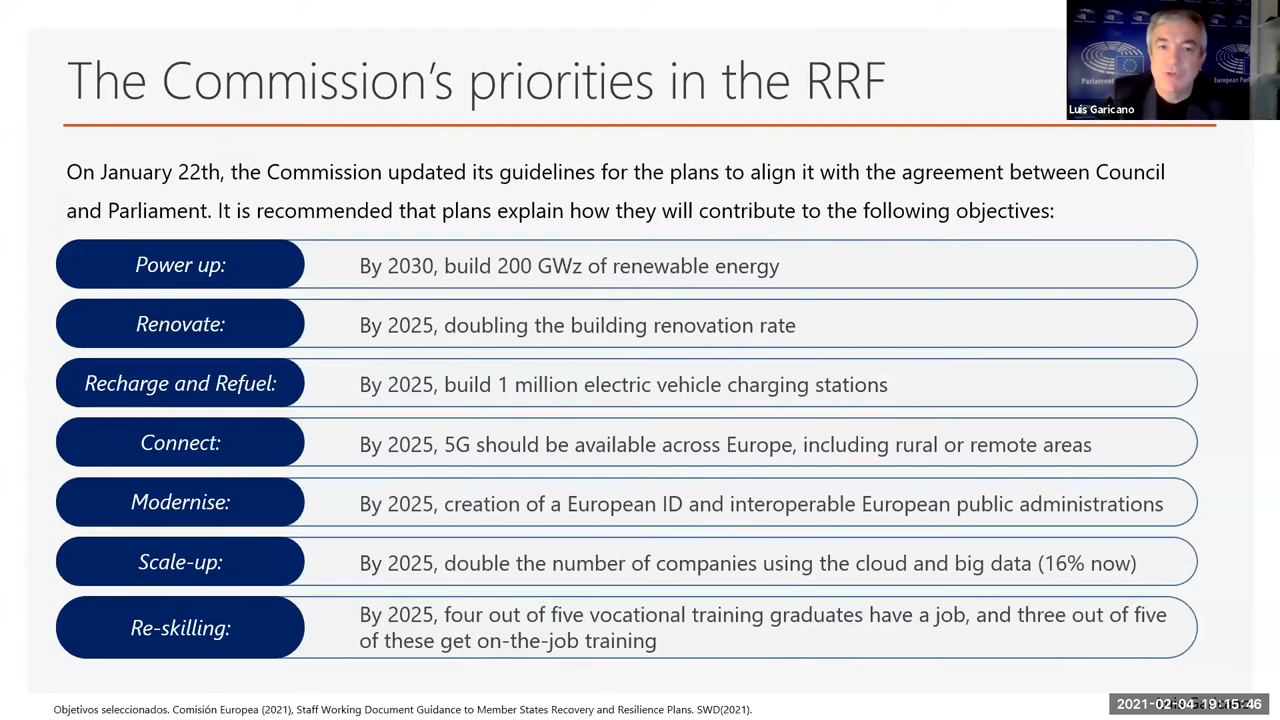 The Commission's priorities in the RRF
Parliament
European Parl
Luis Garicano
On January 22th, the Commission updated its guidelines for the plans to align it with the agreement between Council
and Parliament. It is recommended that plans explain how they will contribute to the following objectives:
Power up:
By 2030, build 200 GWz of renewable energy
Renovate:
By 2025, doubling the building renovation rate
Recharge and Refuel:
By 2025, build 1 million electric vehicle charging stations
Connect:
By 2025, 5G should be available across Europe, including rural or remote areas
Modernise:
By 2025, creation of a European ID and interoperable European public administrations
Scale-up:
By 2025, double the number of companies using the cloud and big data (16% now)
Re-skilling:
By 2025, four out of five vocational training graduates have a job, and three out of five
of these get on-the-job training
Objetivos seleccionados. Comisión Europea (2021), Staff Working Document Guidance to Member States Recovery and Resilience Plans. SWD(2021).
2021-02-04 19:15:46